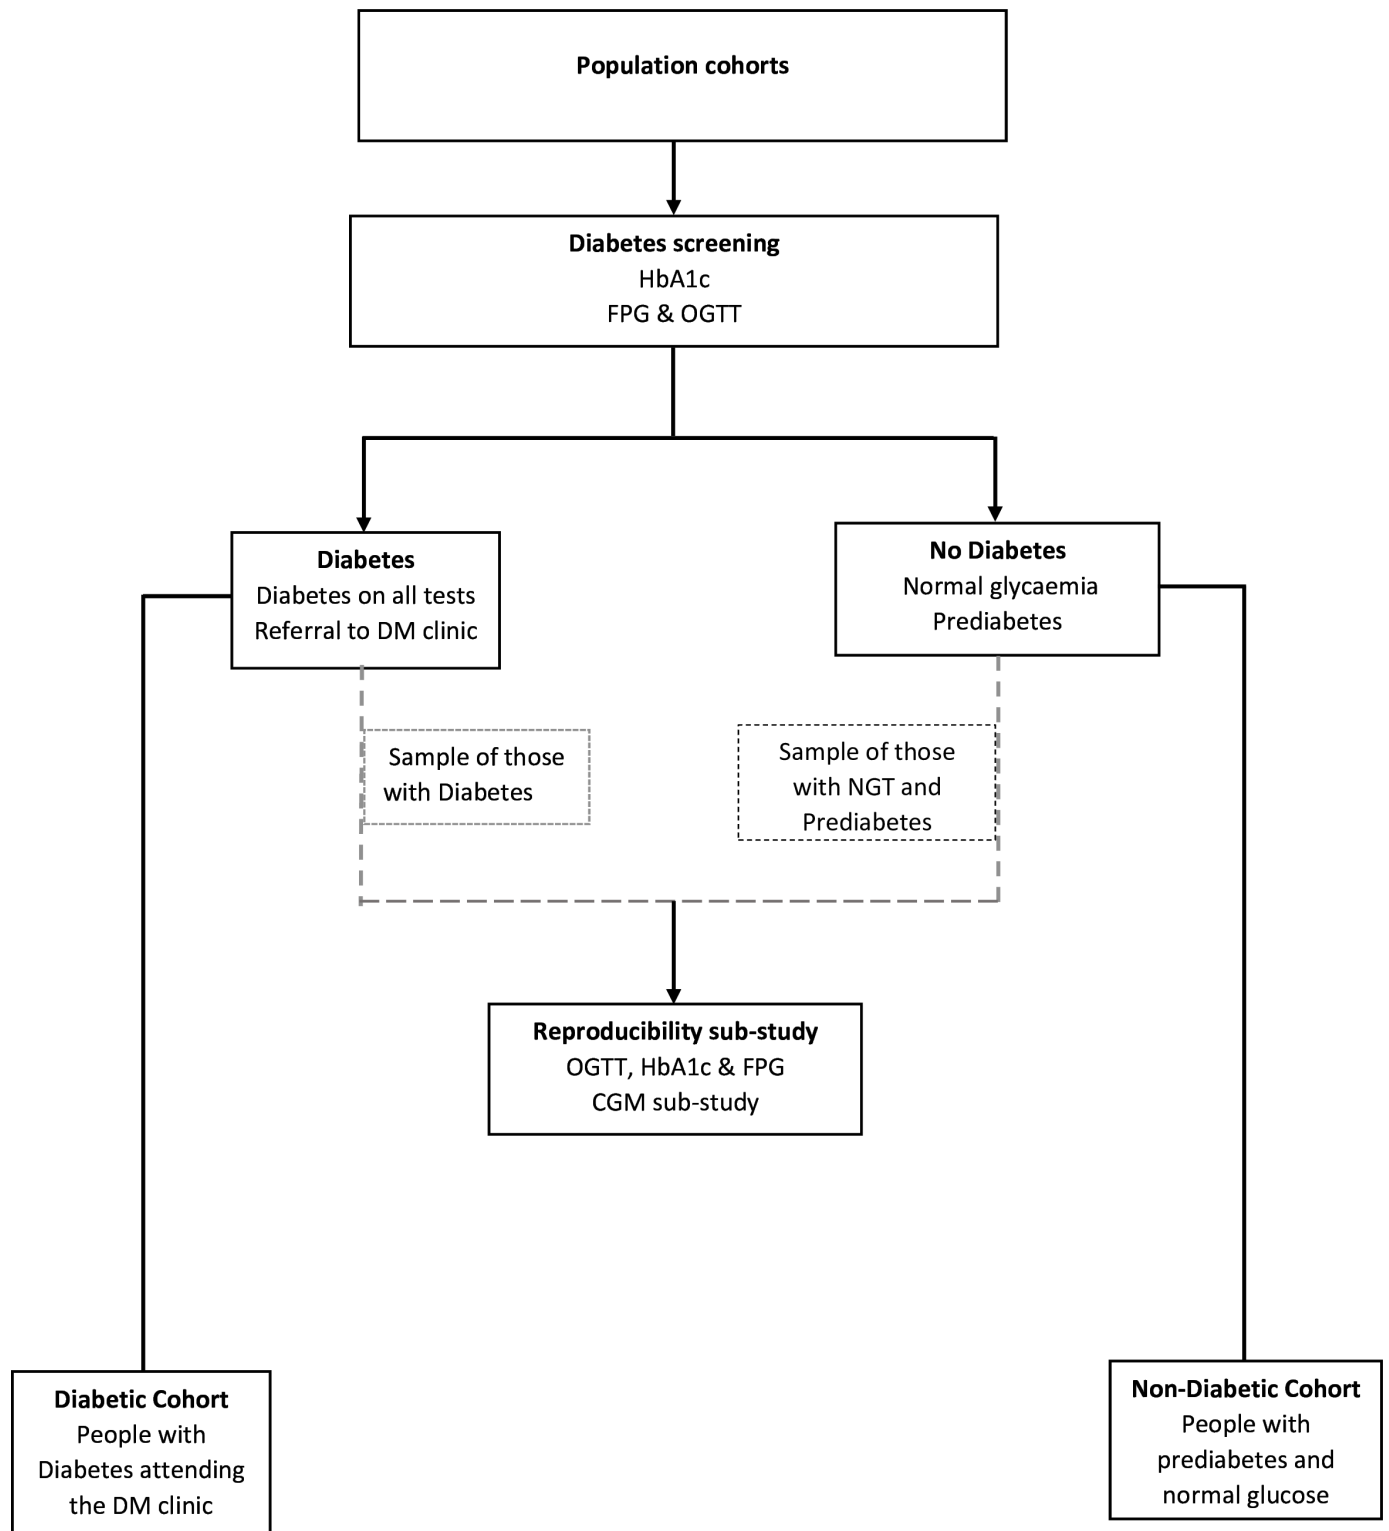 Population cohorts
Diabetes screening
HbA1c
FPG & OGTT
Diabetes
Diabetes on all tests
Referral to DM clinic
No Diabetes
Normal glycaemia
Prediabetes
Sample of those
with Diabetes
Sample of those
with NGT and
Prediabetes
Reproducibility sub-study
OGTT, HbA1c & FPG
CGM sub-study
Diabetic Cohort
People with
Diabetes attending
the DM clinic
Non-Diabetic Cohort
People with
prediabetes and
normal glucose